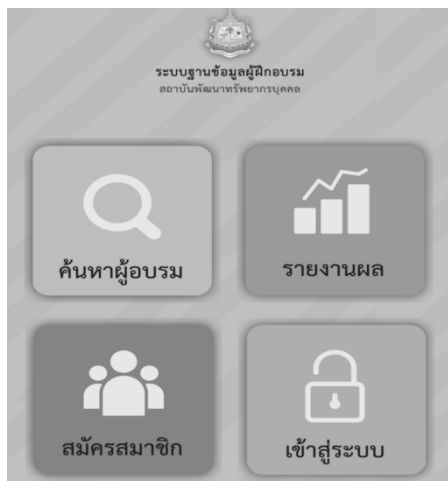 ระบบฐานข้อมูลผู้ฝึกอบรม
สถาบันพัฒนาทรัพยากรบุคคล
ค้นหาผู้อบรม
รายงานผล
สมัครสมาชิก
เข้าสู่ระบบ